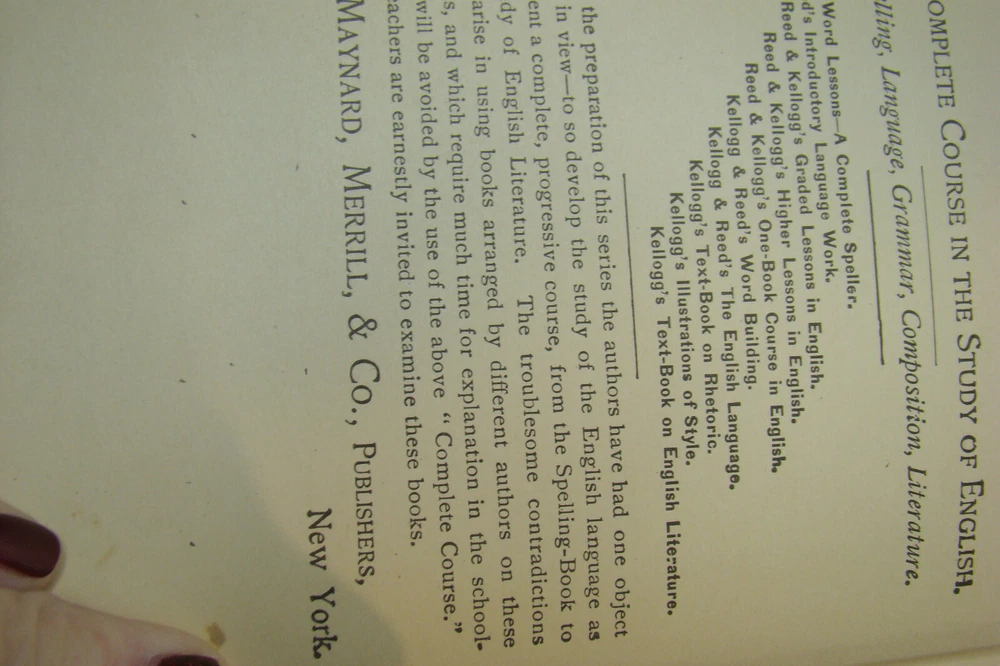 OMPLETE COURSE IN THE STUDY OF ENGLISH.
elling, Language, Grammar, Composition, Literature.
Word Lessons—A Complete Speller.
d's Introductory Language Work.
Reed & Kellogg's Graded Lessons in English.
Reed & Kellogg's Higher Lessons in English.
Reed & Kellogg's One-Book Course in English.
Kellogg & Reed's Word Building.
Kellogg & Reed's The English Language.
Kellogg's Text-Book on Rhetoric.
Kellogg's Illustrations of Style.
Kellogg's Text-Book on English Literature.
the preparation of this series the authors have had one object
in view—to so develop the study of the English language as
ent a complete, progressive course, from the Spelling-Book to
dy of English Literature. The troublesome contradictions
arise in using books arranged by different authors on these
s, and which require much time for explanation in the school-
will be avoided by the use of the above "Complete Course."
eachers are earnestly invited to examine these books.
MAYNARD, MERRILL, & CO., PUBLISHERS,
New York.